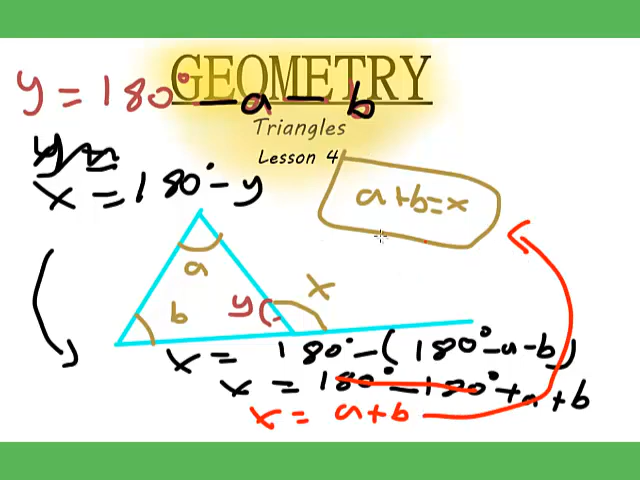 GEOMETRY
y = 180° - a - b
Triangles
Lesson 4
x = 180° - y
a + b = x
a
b
y
x
x = 180° - (180° - a - b)
x = 180° - 180° + a + b
x = a + b